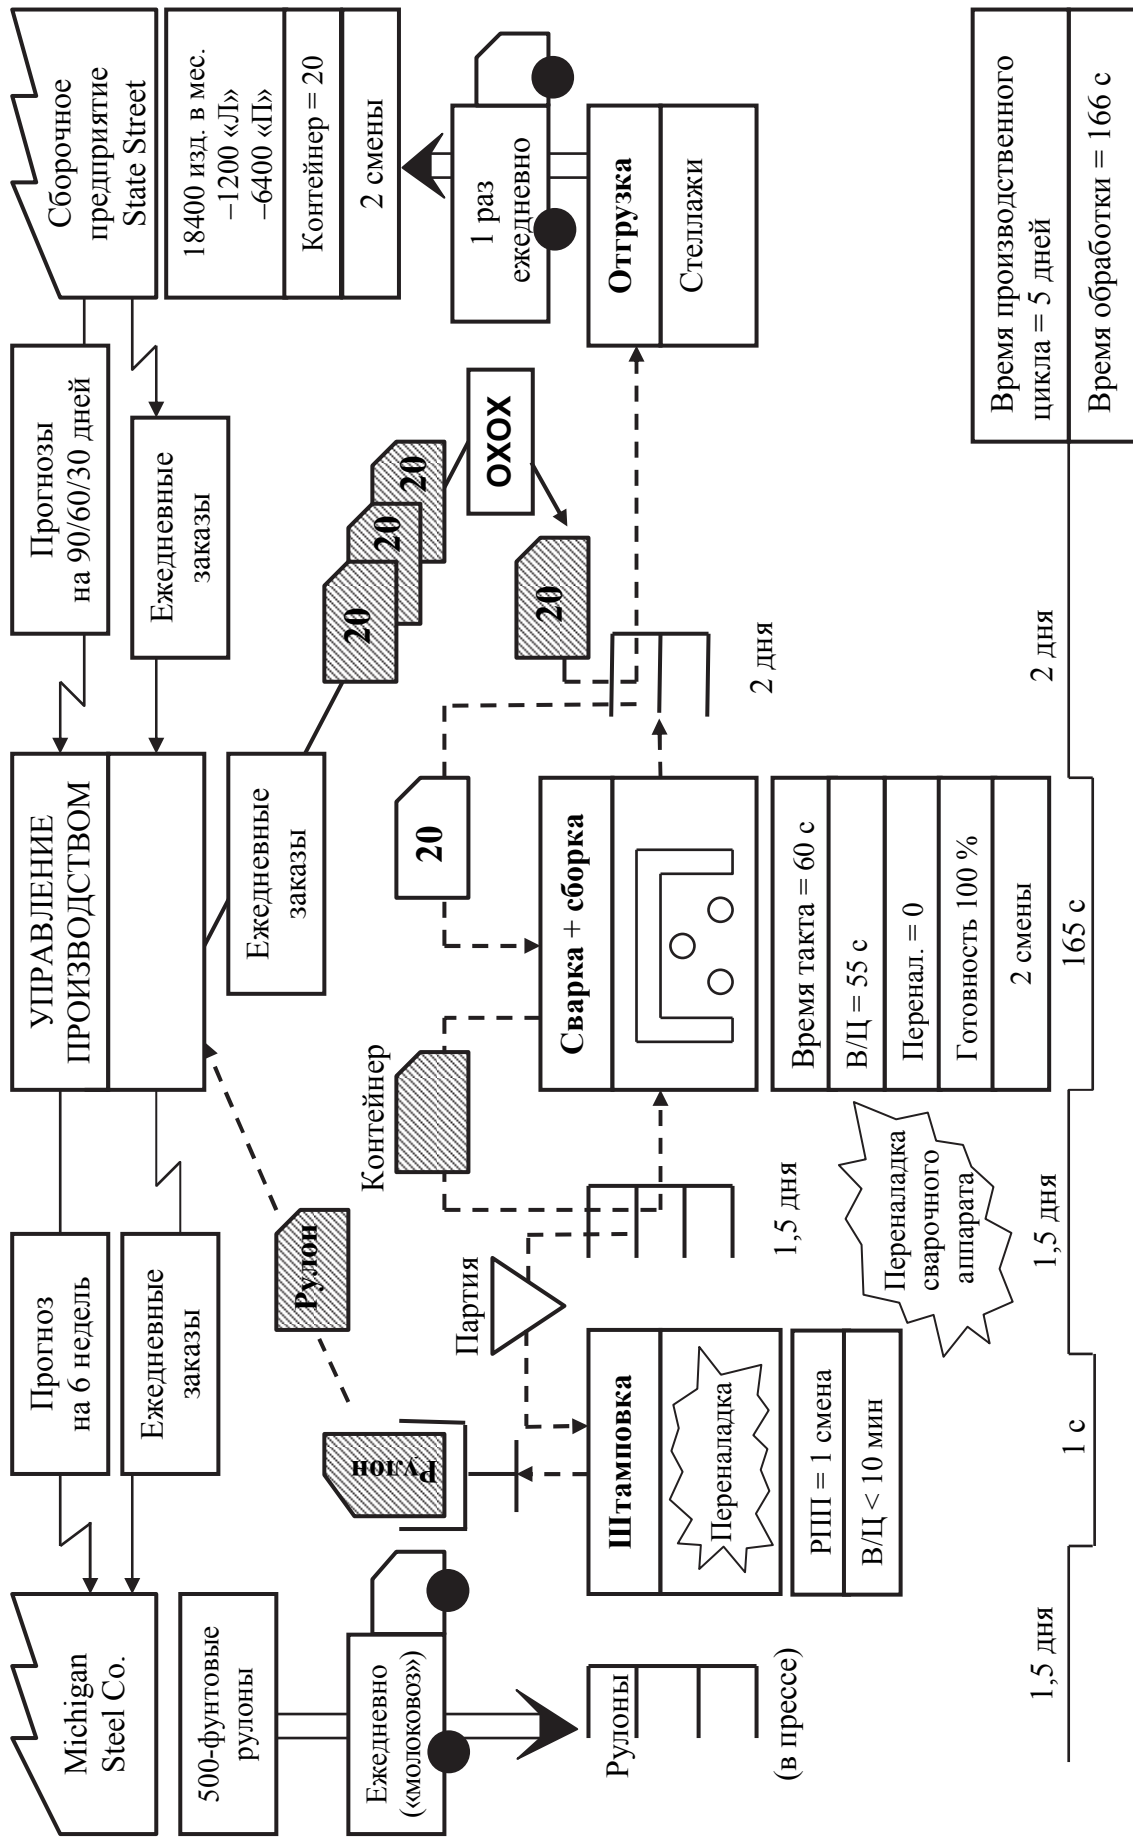 Michigan
Steel Co.
Прогноз
на 6 недель
Ежедневные
заказы
УПРАВЛЕНИЕ
ПРОИЗВОДСТВОМ
Прогнозы
на 90/60/30 дней
Ежедневные
заказы
Сборочное
предприятие
State Street
18400 изд. в мес.
–1200 «Л»
–6400 «П»
Контейнер = 20
2 смены
500-фунтовые
рулоны
Ежедневно
(«молоковоз»)
Рулон
Рулон
Ежедневные
заказы
20
20
20
ОХОХ
20
1 раз
ежедневно
Рулоны
(в прессе)
Партия
Контейнер
20
Штамповка
Переналадка
РПП = 1 смена
В/Ц < 10 мин
1,5 дня
Переналадка
сварочного
аппарата
Сварка + сборка
Время такта = 60 с
В/Ц = 55 с
Перенал. = 0
Готовность 100 %
2 смены
2 дня
Отгрузка
Стеллажи
1,5 дня
1 с
1,5 дня
165 с
2 дня
Время производственного
цикла = 5 дней
Время обработки = 166 с